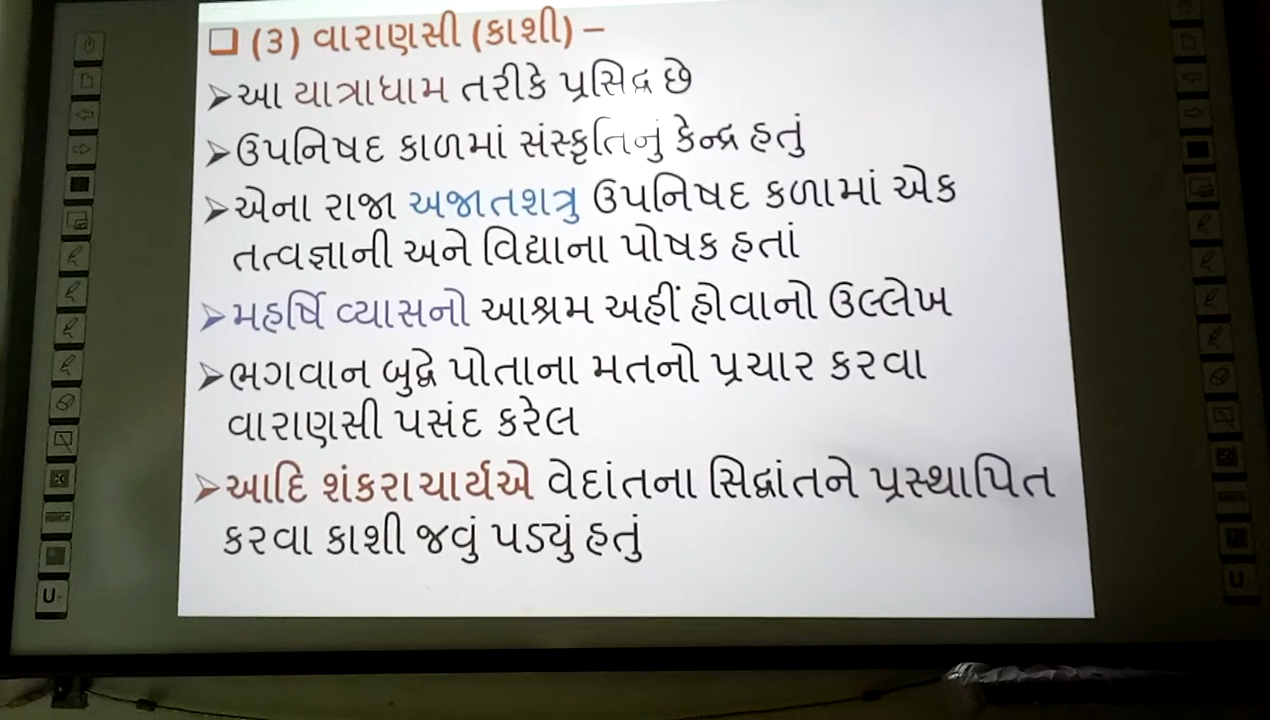 ❑ (૩) વારાણસી (કાશી) –
➢આ યાત્રાધામ તરીકે પ્રસિદ્ધ છે
➢ઉપનિષદ કાળમાં સંસ્કૃતિનું કેન્દ્ર હતું
➢એના રાજા અજાતશત્રુ ઉપનિષદ કળામાં એક
તત્વજ્ઞાની અને વિદ્યાના પોષક હતાં
➢મહર્ષિ વ્યાસનો આશ્રમ અહીં હોવાનો ઉલ્લેખ
➢ભગવાન બુદ્ધે પોતાના મતનો પ્રચાર કરવા
વારાણસી પસંદ કરેલ
➢આદિ શંકરાચાર્યએ વેદાંતના સિદ્ધાંતને પ્રસ્થાપિત
કરવા કાશી જવું પડ્યું હતું